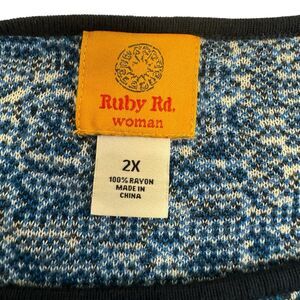 Ruby Rd.
woman
2X
100% RAYON
MADE IN
CHINA